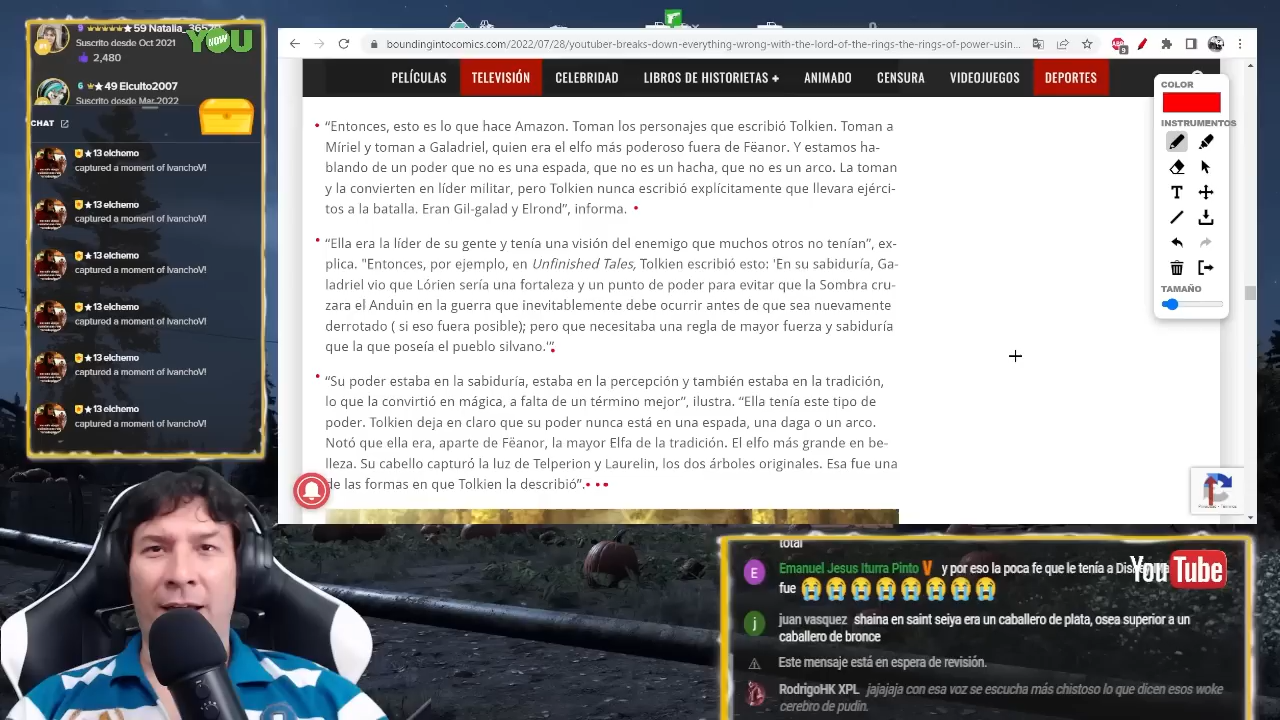 9 ★★★★★ 59 Natalia_36520
Suscrito desde Oct 2021
2,480
NOW
YOU
6 ★ 49 Elculto2007
Suscrito desde Mar 2022
CHAT
13 elchemo
captured a moment of IvanchoV!
13 elchemo
captured a moment of IvanchoV!
13 elchemo
captured a moment of IvanchoV!
13 elchemo
captured a moment of IvanchoV!
13 elchemo
captured a moment of IvanchoV!
13 elchemo
captured a moment of IvanchoV!
boundingintocomics.com/2022/07/28/youtuber-breaks-down-everything-wrong-with-the-lord-of-the-rings-the-rings-of-power-usin...
ABP
9
PELÍCULAS TELEVISIÓN CELEBRIDAD LIBROS DE HISTORIETAS + ANIMADO CENSURA VIDEOJUEGOS DEPORTES
• “Entonces, esto es lo que hace Amazon. Toman los personajes que escribió Tolkien. Toman a
Míriel y toman a Galadriel, quien era el elfo más poderoso fuera de Fëanor. Y estamos ha-
blando de un poder que no es una espada, que no es un hacha, que no es un arco. La toman
y la convierten en líder militar, pero Tolkien nunca escribió explícitamente que llevara ejérci-
tos a la batalla. Eran Gil-galad y Elrond”, informa. •
• “Ella era la líder de su gente y tenía una visión del enemigo que muchos otros no tenían”, ex-
plica. "Entonces, por ejemplo, en Unfinished Tales, Tolkien escribió esto: 'En su sabiduría, Ga-
ladriel vio que Lórien sería una fortaleza y un punto de poder para evitar que la Sombra cru-
zara el Anduin en la guerra que inevitablemente debe ocurrir antes de que sea nuevamente
derrotado ( si eso fuera posible); pero que necesitaba una regla de mayor fuerza y sabiduría
que la que poseía el pueblo silvano.'”
• “Su poder estaba en la sabiduría, estaba en la percepción y también estaba en la tradición,
lo que la convirtió en mágica, a falta de un término mejor”, ilustra. “Ella tenía este tipo de
poder. Tolkien deja en claro que su poder nunca esté en una espada, una daga o un arco.
Notó que ella era, aparte de Fëanor, la mayor Elfa de la tradición. El elfo más grande en be-
lleza. Su cabello capturó la luz de Telperion y Laurelin, los dos árboles originales. Esa fue una
de las formas en que Tolkien la describió”. • • •
COLOR
INSTRUMENTOS
T
TAMAÑO
total
Emanuel Jesus Iturra Pinto y por eso la poca fe que le tenía a
fue 😭😭😭😭😭😭😭😭
YouTube
juan vasquez shaina en saint seiya era un caballero de plata, osea superior a un
caballero de bronce
Este mensaje está en espera de revisión.
RodrigoHK XPL jajajaja con esa voz se escucha más chistoso lo que dicen esos woke
cerebro de pudín.